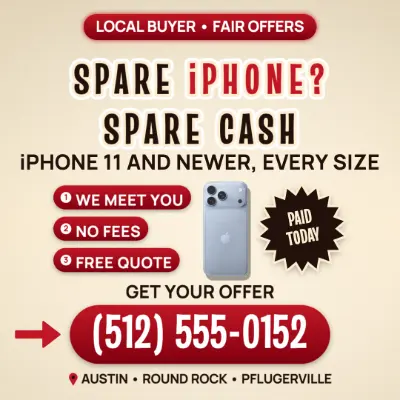 LOCAL BUYER • FAIR OFFERS
SPARE iPHONE?
SPARE CASH
iPHONE 11 AND NEWER, EVERY SIZE
1 WE MEET YOU
2 NO FEES
3 FREE QUOTE
PAID
TODAY
GET YOUR OFFER
(512) 555-0152
AUSTIN • ROUND ROCK • PFLUGERVILLE